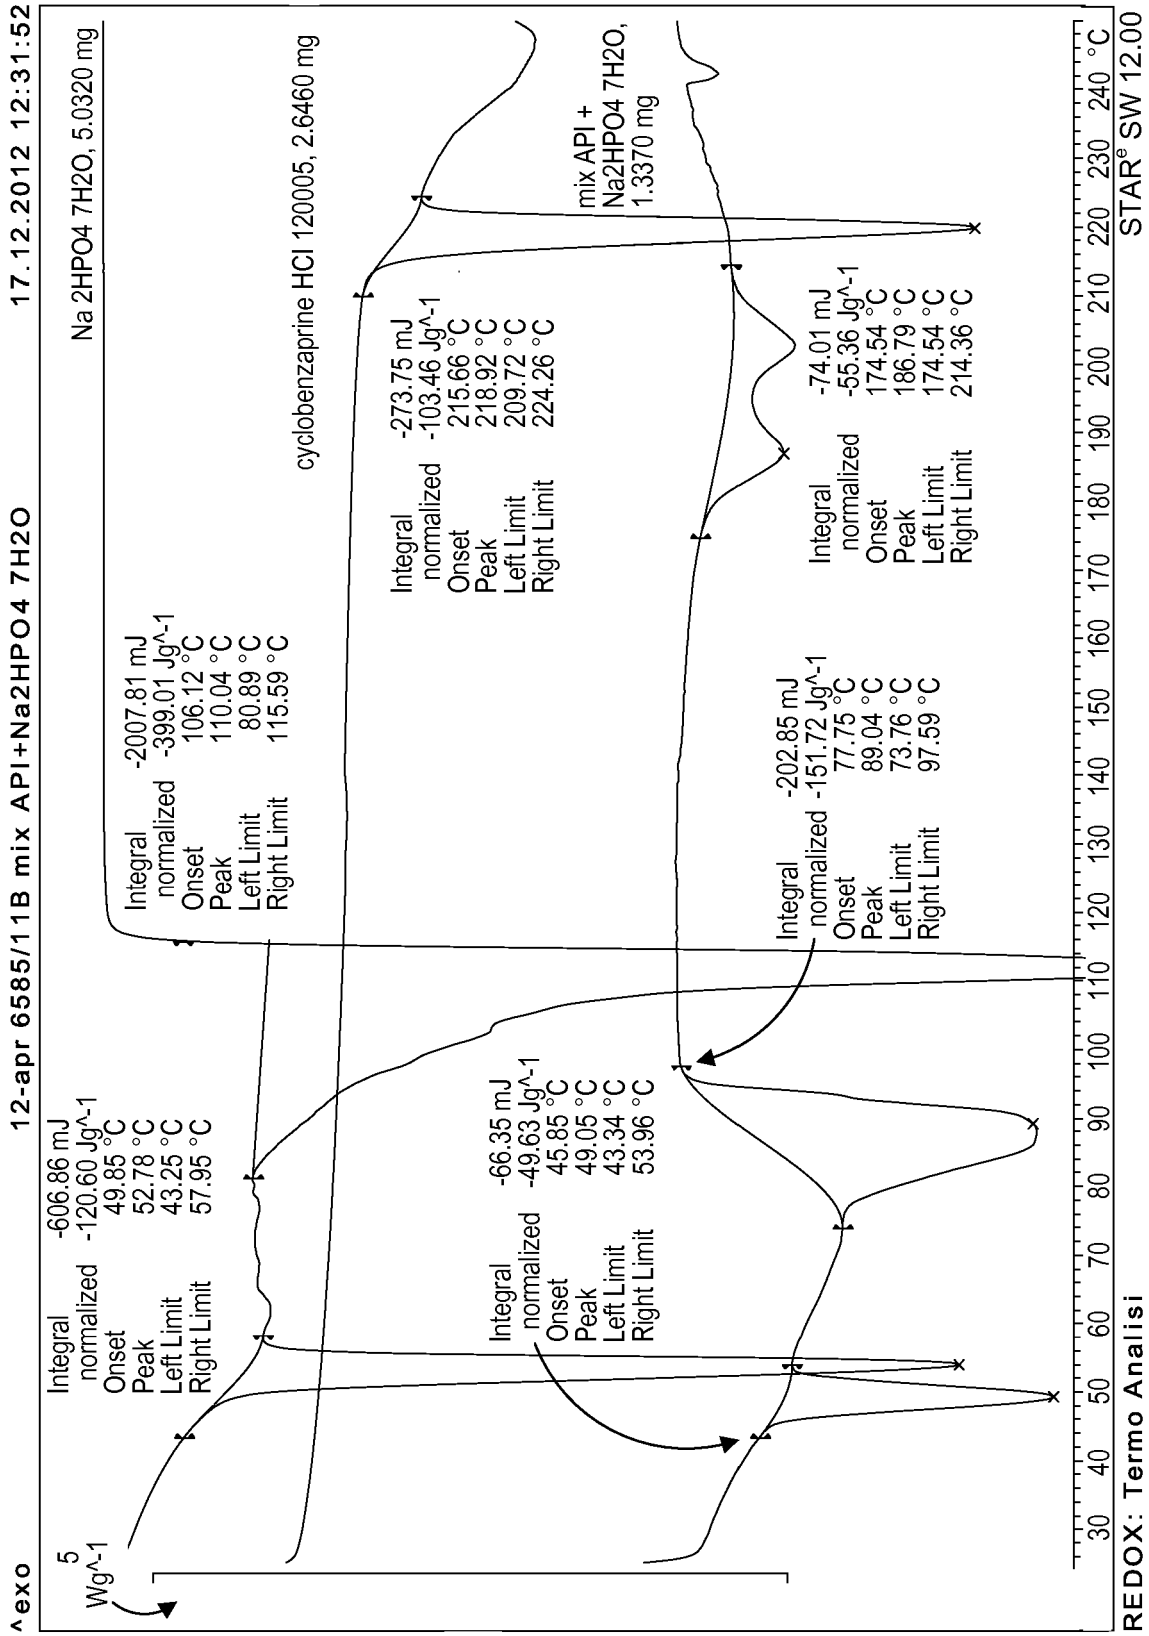 ^exo 12-apr 6585/11B mix API+Na2HPO4 7H2O 17.12.2012 12:31:52
5
Wg^-1
Integral -606.86 mJ
normalized -120.60 Jg^-1
Onset 49.85 °C
Peak 52.78 °C
Left Limit 43.25 °C
Right Limit 57.95 °C
Integral -2007.81 mJ
normalized -399.01 Jg^-1
Onset 106.12 °C
Peak 110.04 °C
Left Limit 80.89 °C
Right Limit 115.59 °C
Na 2HPO4 7H2O, 5.0320 mg
cyclobenzaprine HCl 120005, 2.6460 mg
Integral -273.75 mJ
normalized -103.46 Jg^-1
Onset 215.66 °C
Peak 218.92 °C
Left Limit 209.72 °C
Right Limit 224.26 °C
Integral -66.35 mJ
normalized -49.63 Jg^-1
Onset 45.85 °C
Peak 49.05 °C
Left Limit 43.34 °C
Right Limit 53.96 °C
mix API +
Na2HPO4 7H2O,
1.3370 mg
Integral -202.85 mJ
normalized -151.72 Jg^-1
Onset 77.75 °C
Peak 89.04 °C
Left Limit 73.76 °C
Right Limit 97.59 °C
Integral -74.01 mJ
normalized -55.36 Jg^-1
Onset 174.54 °C
Peak 186.79 °C
Left Limit 174.54 °C
Right Limit 214.36 °C
30 40 50 60 70 80 90 100 110 120 130 140 150 160 170 180 190 200 210 220 230 240 °C
REDOX: Termo Analisi STARe SW 12.00